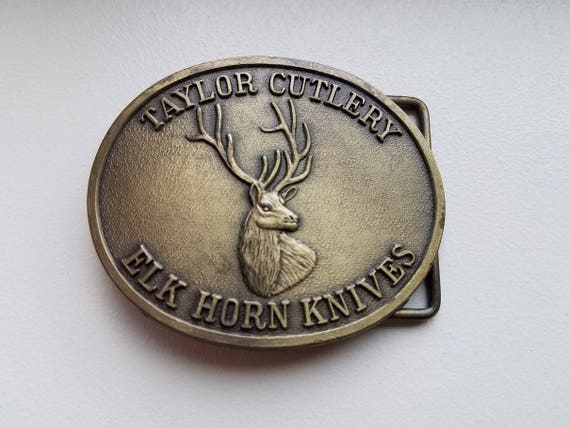 TAYLOR CUTLERY
ELK HORN KNIVES